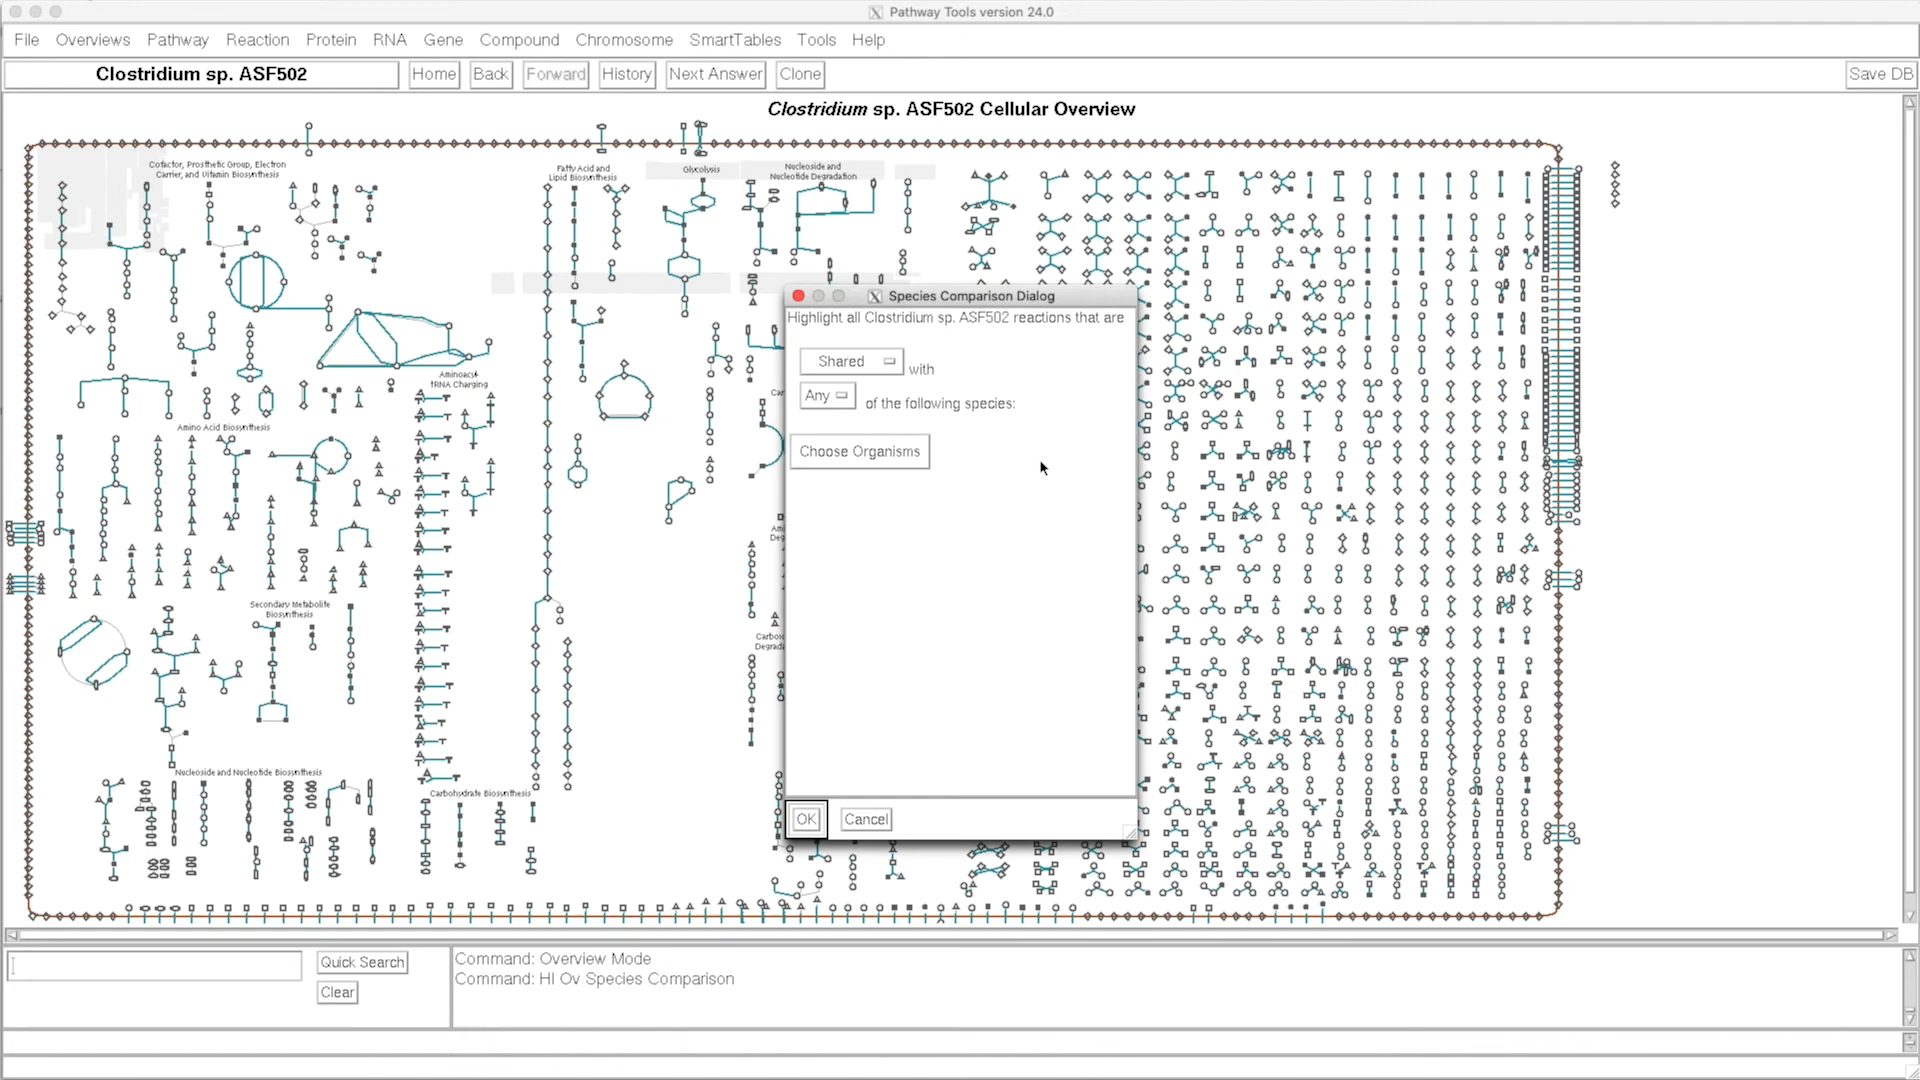 Pathway Tools version 24.0
File Overviews Pathway Reaction Protein RNA Gene Compound Chromosome SmartTables Tools Help
Clostridium sp. ASF502 Home Back Forward History Next Answer Clone Save DB
Clostridium sp. ASF502 Cellular Overview
Cofactor, Prosthetic Group, Electron
Carrier, and Vitamin Biosynthesis
Fatty Acid and
Lipid Biosynthesis
Glycolysis
Nucleoside and
Nucleotide Degradation
Species Comparison Dialog
Highlight all Clostridium sp. ASF502 reactions that are
Shared with
Any of the following species:
Choose Organisms
OK Cancel
Aminoacyl-
tRNA Charging
Amino Acid Biosynthesis
Secondary Metabolite
Biosynthesis
Nucleoside and Nucleotide Biosynthesis
Carbohydrate Biosynthesis
Quick Search
Clear
Command: Overview Mode
Command: HI Ov Species Comparison